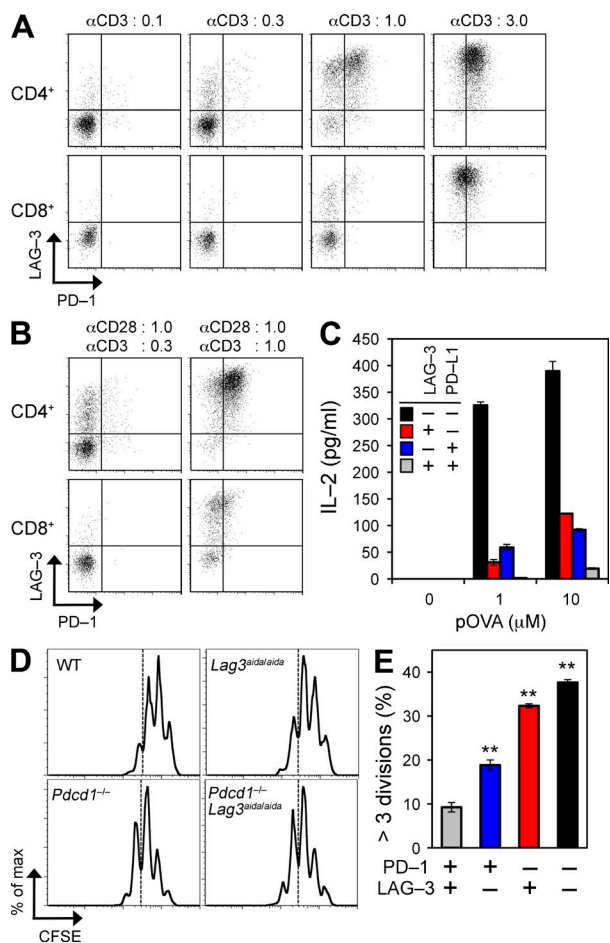 A
αCD3 : 0.1
αCD3 : 0.3
αCD3 : 1.0
αCD3 : 3.0
CD4⁺
CD8⁺
LAG–3
PD–1
B
αCD28 : 1.0
αCD3 : 0.3
αCD28 : 1.0
αCD3 : 1.0
CD4⁺
CD8⁺
LAG–3
PD–1
C
IL–2 (pg/ml)
450
400
350
300
250
200
150
100
50
0
LAG–3
PD–L1
– –
+ –
– +
+ +
0 1 10
pOVA (μM)
D
WT
Lag3ᵃⁱᵈᵃ/ᵃⁱᵈᵃ
Pdcd1⁻/⁻
Pdcd1⁻/⁻
Lag3ᵃⁱᵈᵃ/ᵃⁱᵈᵃ
% of max
CFSE
E
> 3 divisions (%)
40
30
20
10
0
**
**
**
PD–1 + + – –
LAG–3 + – + –